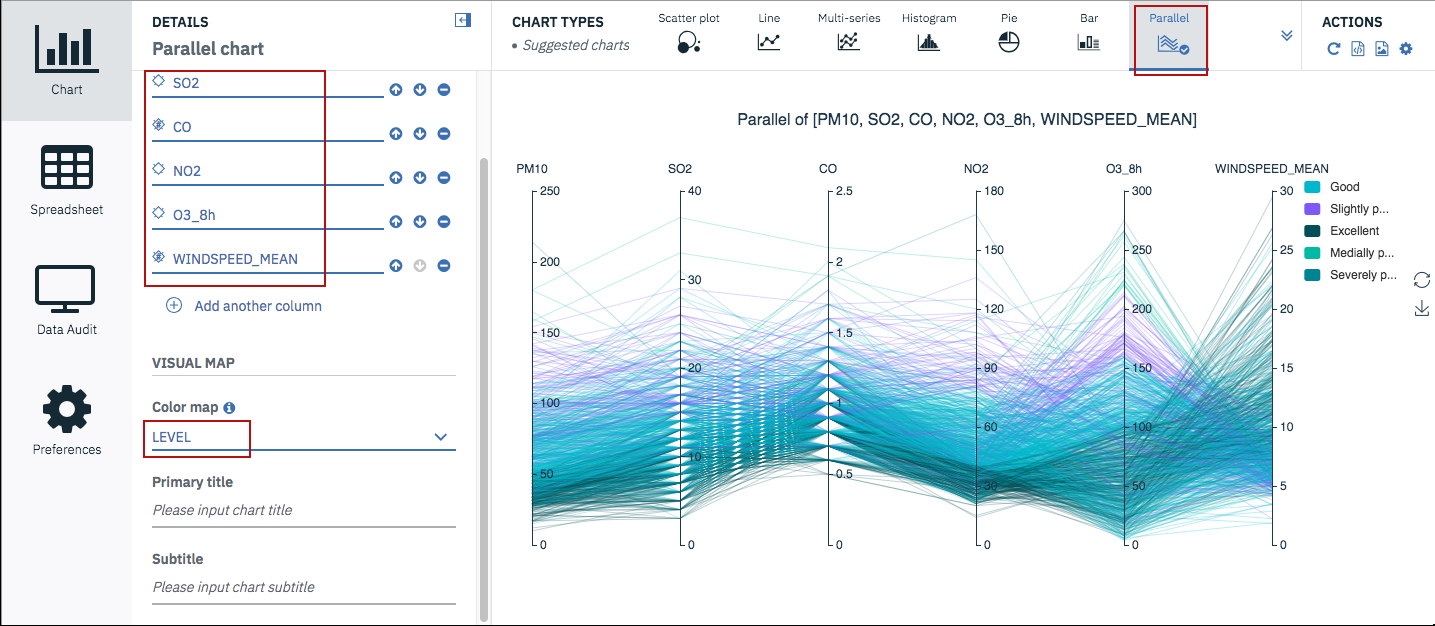 Chart
Spreadsheet
Data Audit
Preferences
DETAILS
Parallel chart
SO2
CO
NO2
O3_8h
WINDSPEED_MEAN
Add another column
VISUAL MAP
Color map
LEVEL
Primary title
Please input chart title
Subtitle
Please input chart subtitle
CHART TYPES
• Suggested charts
Scatter plot
Line
Multi-series
Histogram
Pie
Bar
Parallel
ACTIONS
Parallel of [PM10, SO2, CO, NO2, O3_8h, WINDSPEED_MEAN]
PM10
250
200
150
100
50
0
SO2
40
30
20
10
0
CO
2.5
2
1.5
1
0.5
0
NO2
180
150
120
90
60
30
0
O3_8h
300
250
200
150
100
50
0
WINDSPEED_MEAN
30
25
20
15
10
5
0
Good
Slightly p...
Excellent
Medially p...
Severely p...